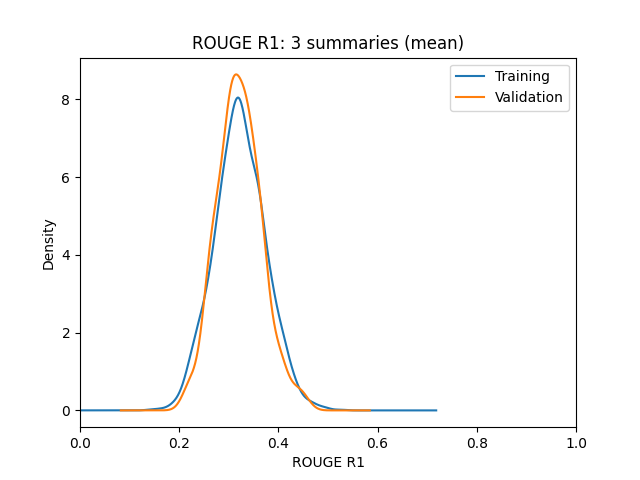 ROUGE R1: 3 summaries (mean)
Training
Validation
Density
8
6
4
2
0
0.0 0.2 0.4 0.6 0.8 1.0
ROUGE R1